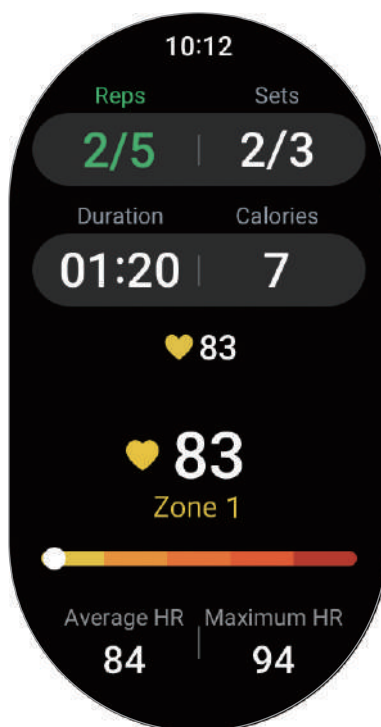 10:12
Reps Sets
2/5 2/3
Duration Calories
01:20 7
83
83
Zone 1
Average HR Maximum HR
84 94